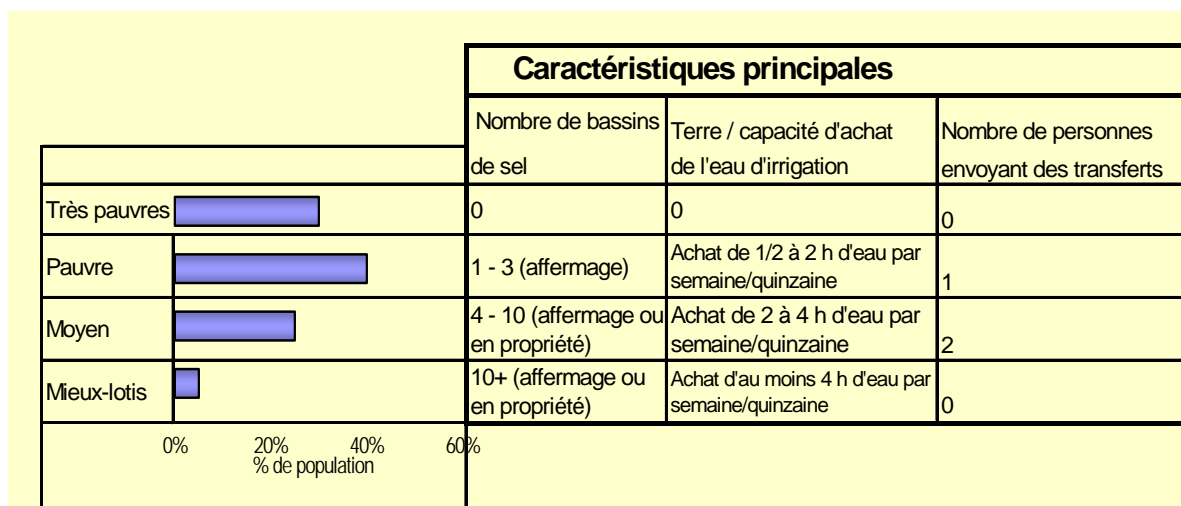 Caractéristiques principales
Nombre de bassins
de sel
Terre / capacité d'achat
de l'eau d'irrigation
Nombre de personnes
envoyant des transferts
Très pauvres
0
0
0
Pauvre
1 - 3 (affermage)
Achat de 1/2 à 2 h d'eau par
semaine/quinzaine
1
Moyen
4 - 10 (affermage ou
en propriété)
Achat de 2 à 4 h d'eau par
semaine/quinzaine
2
Mieux-lotis
10+ (affermage ou
en propriété)
Achat d'au moins 4 h d'eau par
semaine/quinzaine
0
0% 20% 40% 60%
% de population